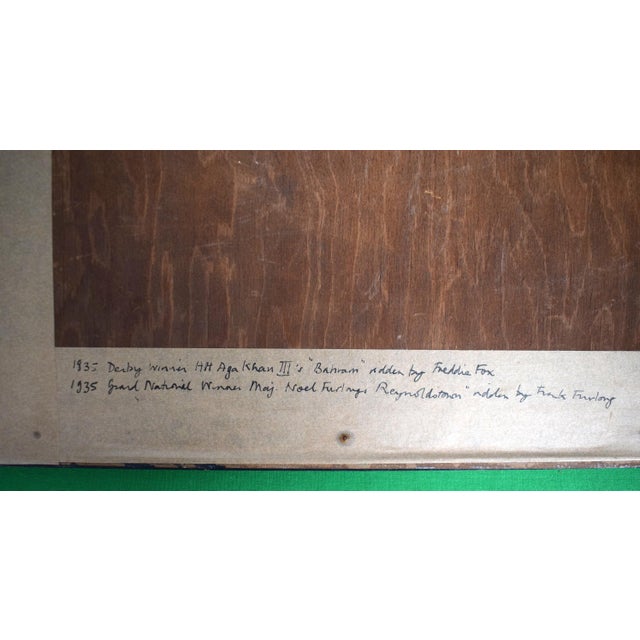 1935 Derby Winner HH Aga Khan III's "Bahram" ridden by Freddie Fox
1935 Grand National Winner Maj. Noel Furlongs Reynoldstown" ridden by Frank Furlong